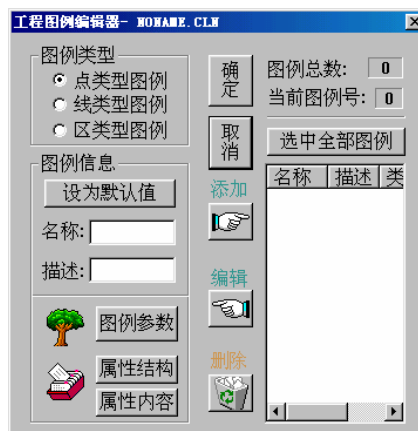 工程图例编辑器- NONAME.CLN
图例类型
点类型图例
线类型图例
区类型图例
图例信息
设为默认值
名称:
描述:
图例参数
属性结构
属性内容
确定
取消
添加
编辑
删除
图例总数: 0
当前图例号: 0
选中全部图例
名称 描述 类